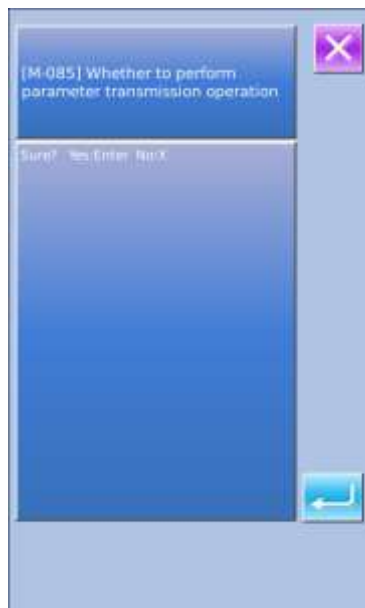 [M-085] Whether to perform
parameter transmission operation
Sure? Yes:Enter No:X